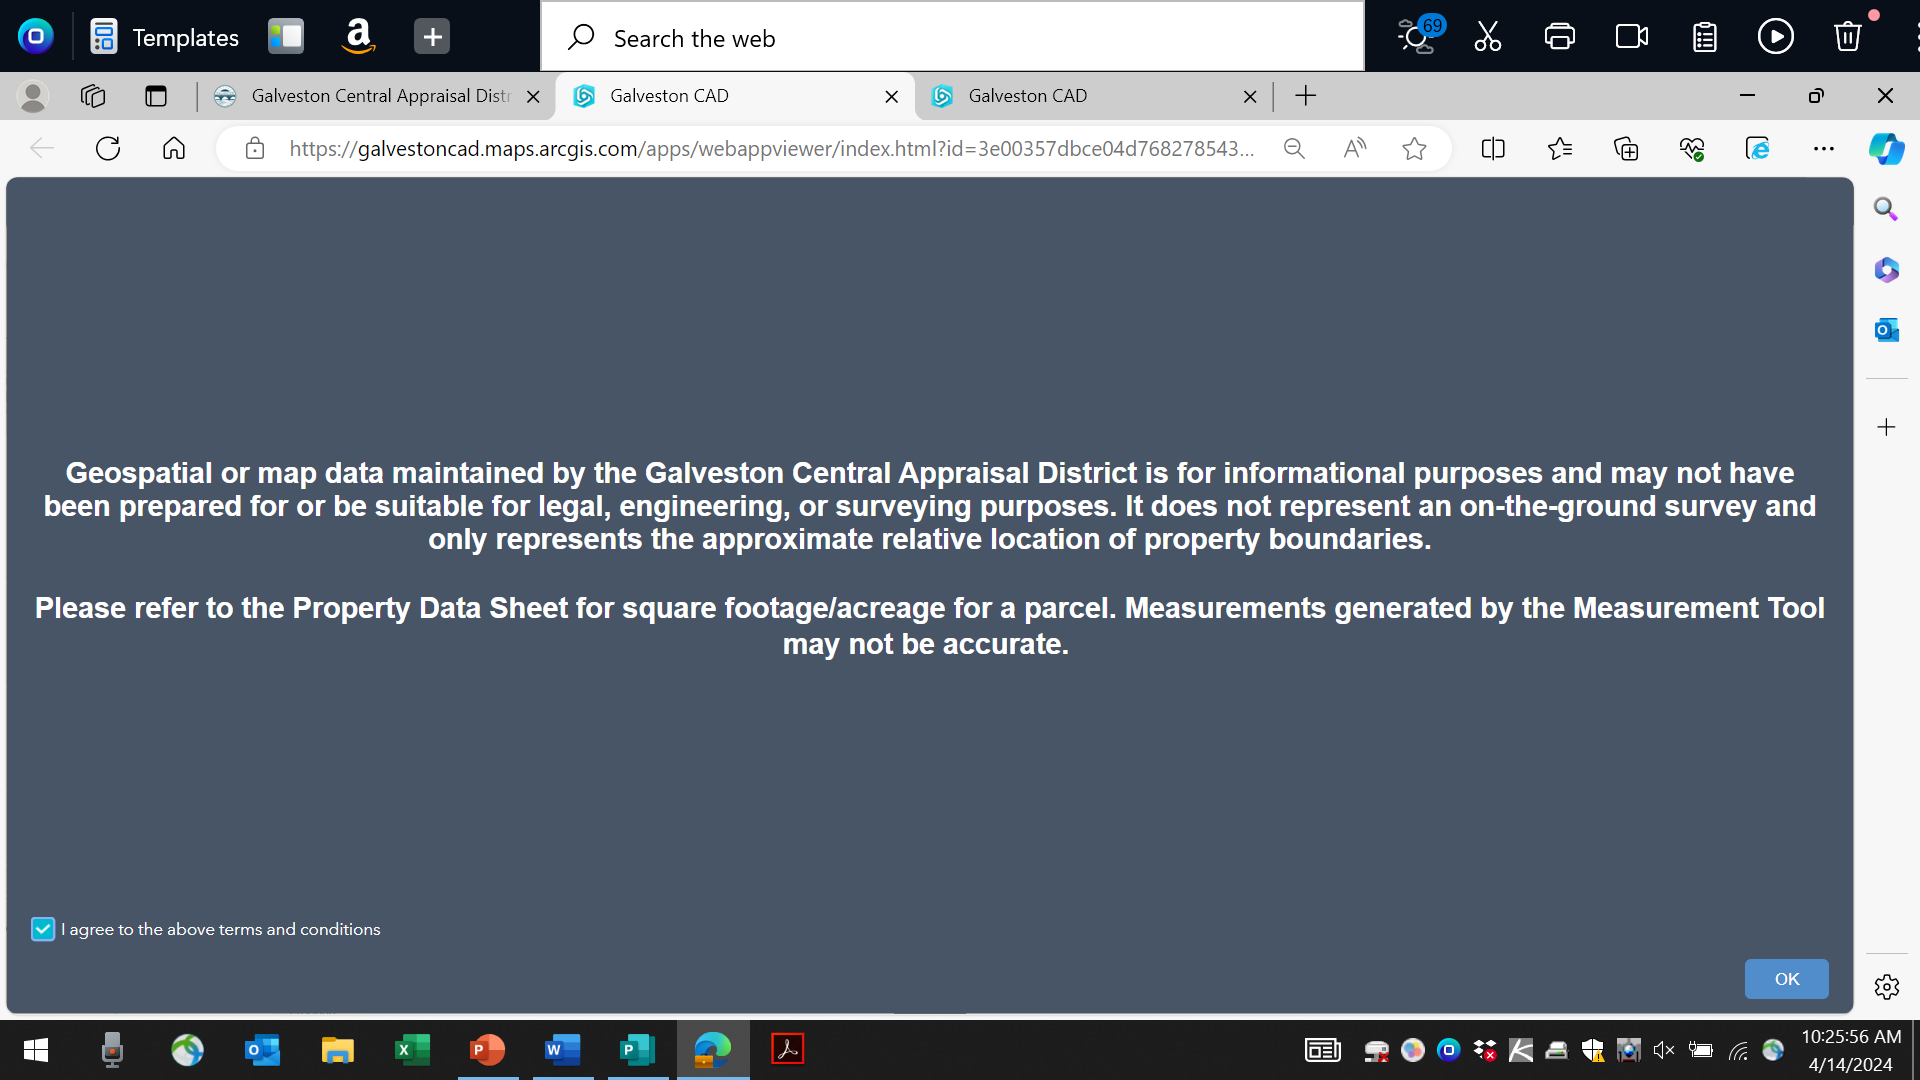 Templates
Search the web
69
Galveston Central Appraisal Distr
Galveston CAD
Galveston CAD
https://galvestoncad.maps.arcgis.com/apps/webappviewer/index.html?id=3e00357dbce04d768278543...
Geospatial or map data maintained by the Galveston Central Appraisal District is for informational purposes and may not have
been prepared for or be suitable for legal, engineering, or surveying purposes. It does not represent an on-the-ground survey and
only represents the approximate relative location of property boundaries.
Please refer to the Property Data Sheet for square footage/acreage for a parcel. Measurements generated by the Measurement Tool
may not be accurate.
I agree to the above terms and conditions
OK
10:25:56 AM
4/14/2024